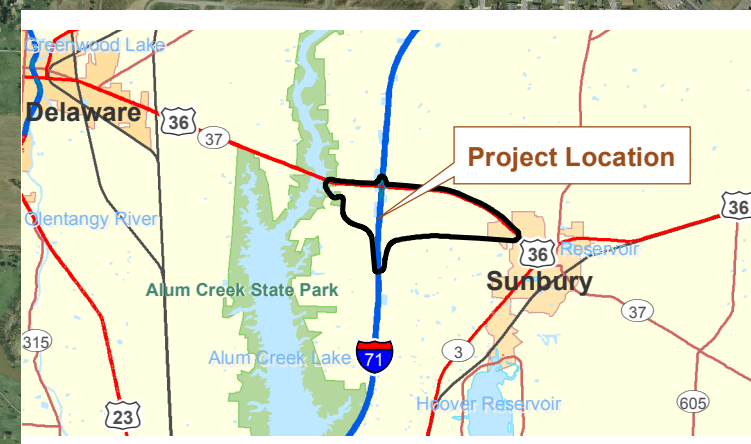 Greenwood Lake
Delaware
36
37
Project Location
Olentangy River
36
36
Reservoir
Sunbury
Alum Creek State Park
37
315
Alum Creek Lake
71
3
Hoover Reservoir
605
23